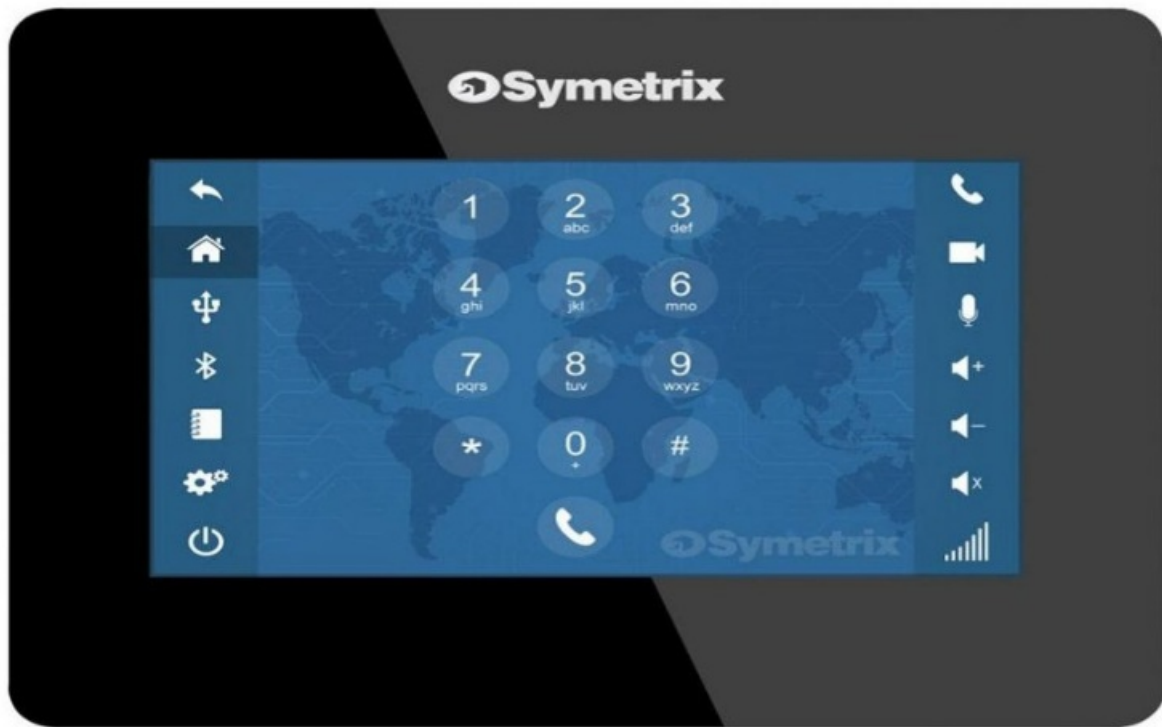 Symetrix
1 2 3
abc def
4 5 6
ghi jkl mno
7 8 9
pqrs tuv wxyz
* 0 #
+
+
−
x
Symetrix